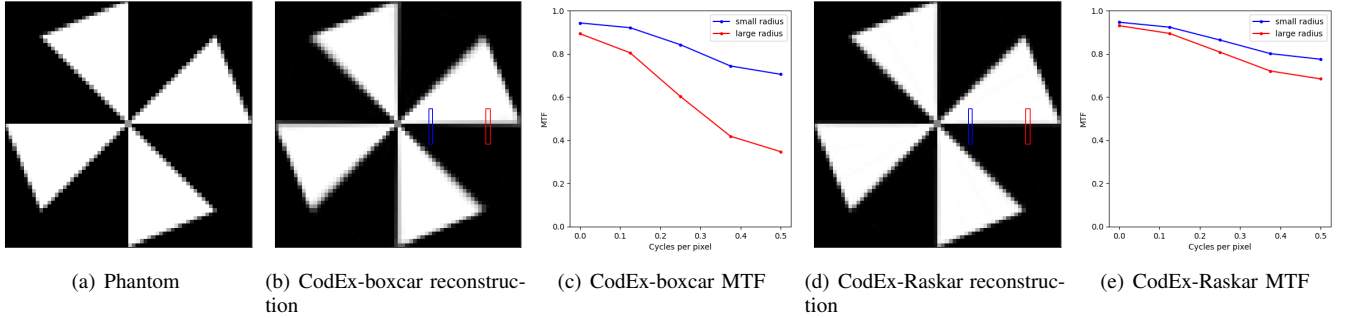 1.0
0.8
0.6
0.4
0.2
0.0
MTF
small radius
large radius
0.0 0.1 0.2 0.3 0.4 0.5
Cycles per pixel
1.0
0.8
0.6
0.4
0.2
0.0
MTF
small radius
large radius
0.0 0.1 0.2 0.3 0.4 0.5
Cycles per pixel
(a) Phantom
(b) CodEx-boxcar reconstruc-
tion
(c) CodEx-boxcar MTF
(d) CodEx-Raskar reconstruc-
tion
(e) CodEx-Raskar MTF